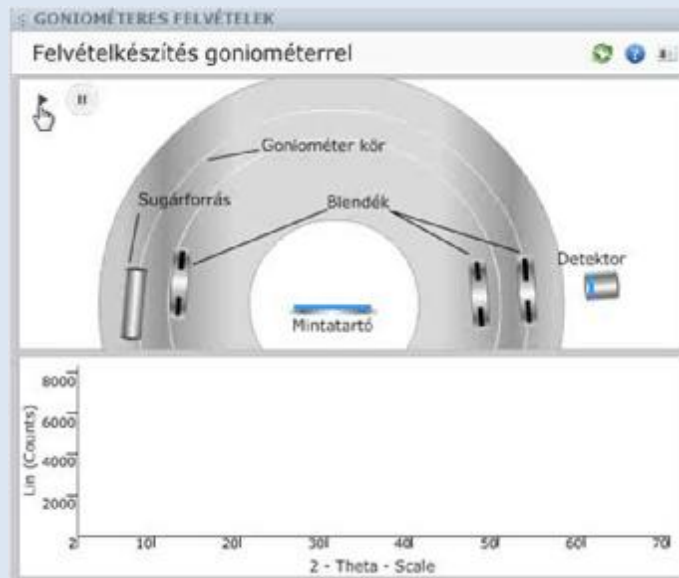 GONIOMÉTERES FELVÉTELEK
Felvételkészítés goniométerrel
Goniométer kör
Sugárforrás
Blendék
Detektor
Mintatartó
8000
6000
4000
2000
Lin (Counts)
2 10 20 30 40 50 60 70
2 - Theta - Scale